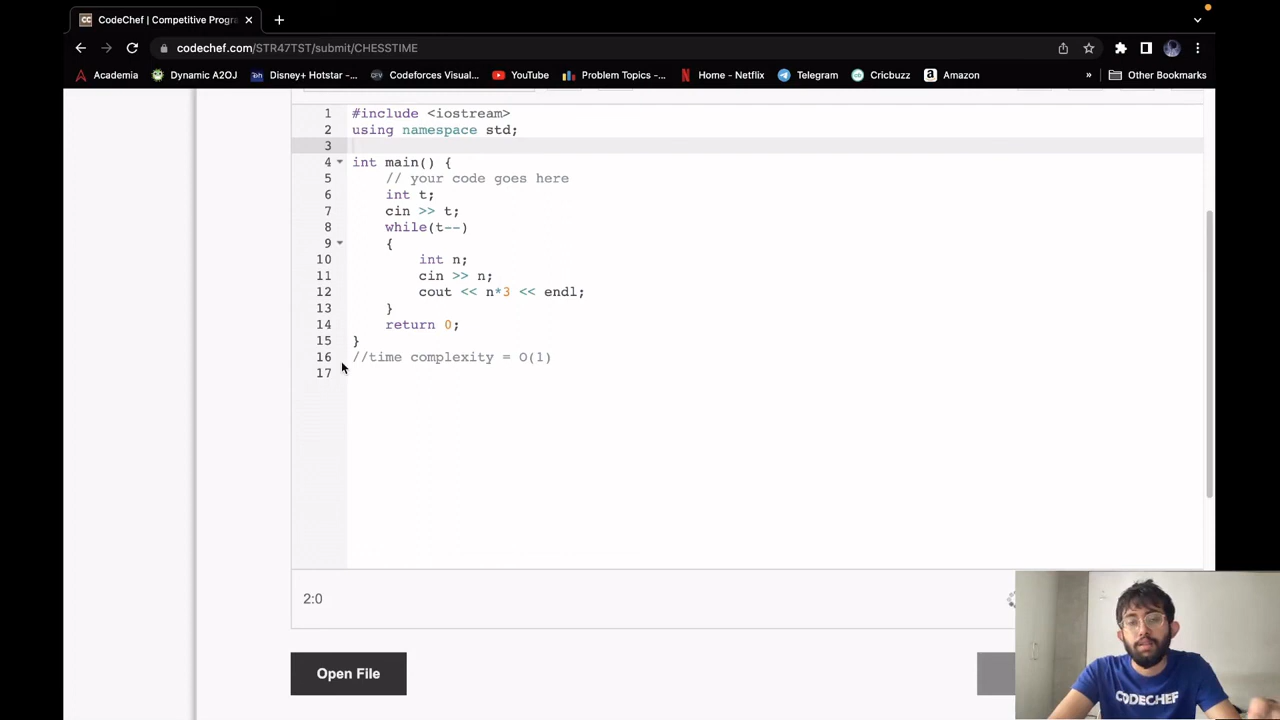 CC CodeChef | Competitive Progra
codechef.com/STR47TST/submit/CHESSTIME
Academia Dynamic A2OJ Disney+ Hotstar -... Codeforces Visual... YouTube Problem Topics -... Home - Netflix Telegram Cricbuzz Amazon » Other Bookmarks
1 #include <iostream>
2 using namespace std;
3
4 int main() {
5 // your code goes here
6 int t;
7 cin >> t;
8 while(t--)
9 {
10 int n;
11 cin >> n;
12 cout << n*3 << endl;
13 }
14 return 0;
15 }
16 //time complexity = O(1)
17
2:0
Open File
CODECHEF